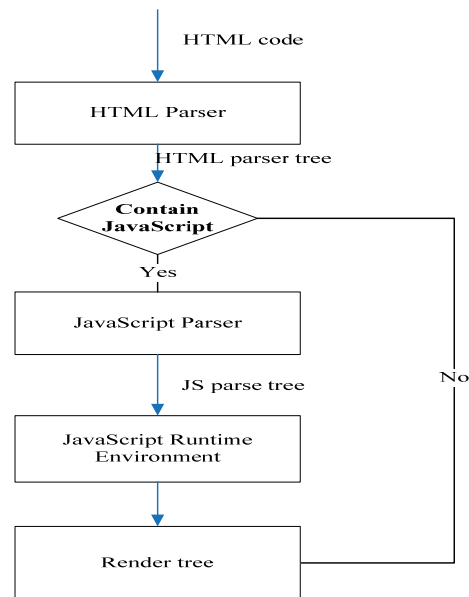 HTML code
HTML Parser
HTML parser tree
Contain
JavaScript
Yes
JavaScript Parser
No
JS parse tree
JavaScript Runtime
Environment
Render tree